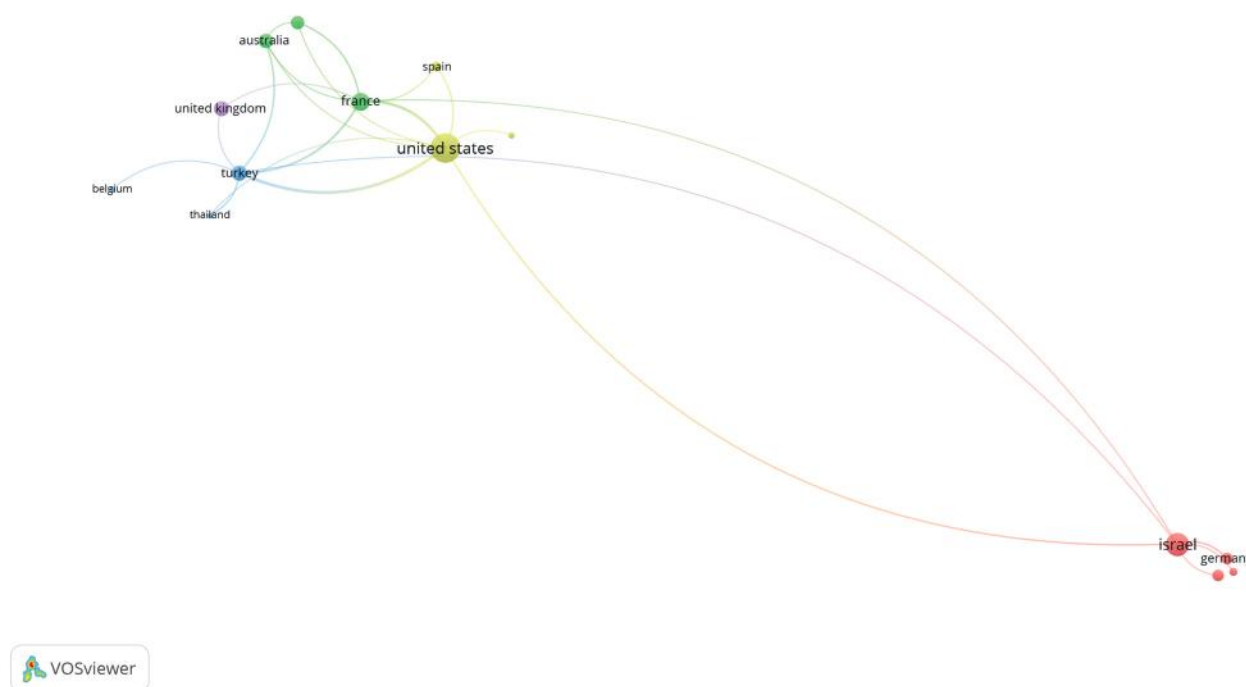 australia
spain
france
united kingdom
united states
turkey
belgium
thailand
israel
german
VOSviewer